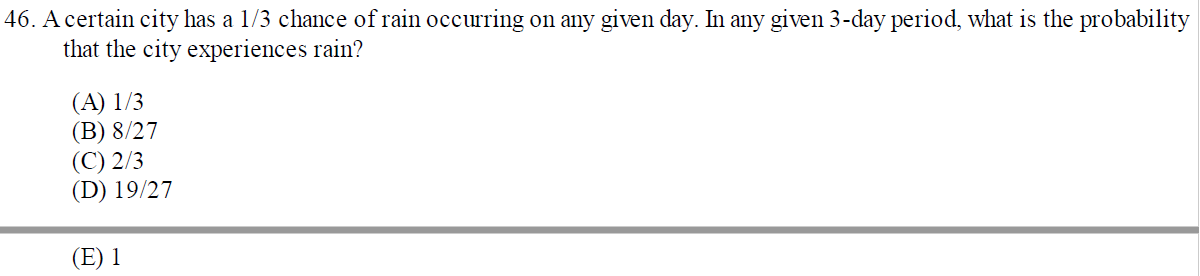 46. A certain city has a 1/3 chance of rain occurring on any given day. In any given 3-day period, what is the probability
that the city experiences rain?
(A) 1/3
(B) 8/27
(C) 2/3
(D) 19/27
(E) 1